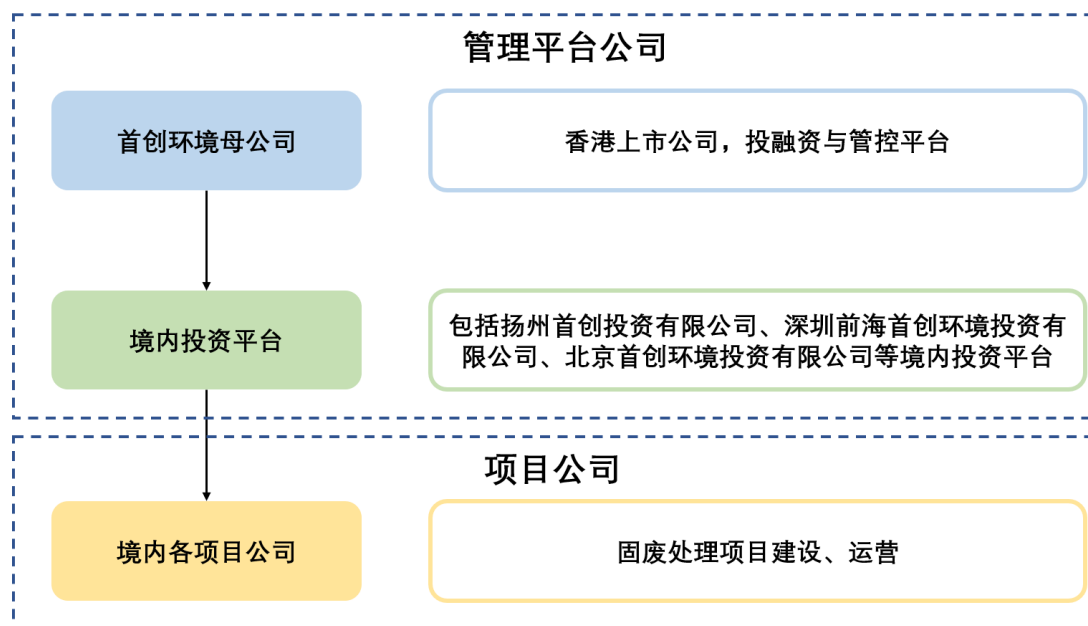 管理平台公司
首创环境母公司
香港上市公司，投融资与管控平台
境内投资平台
包括扬州首创投资有限公司、深圳前海首创环境投资有
限公司、北京首创环境投资有限公司等境内投资平台
项目公司
境内各项目公司
固废处理项目建设、运营